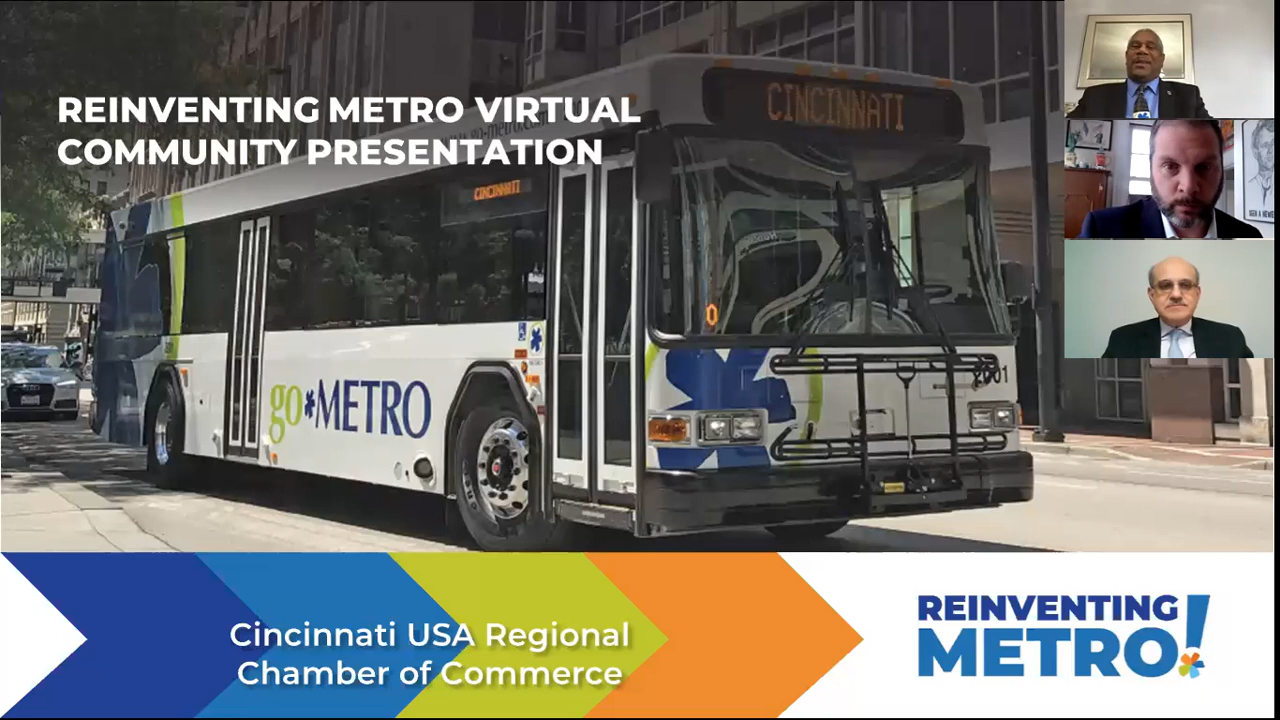 REINVENTING METRO VIRTUAL
COMMUNITY PRESENTATION
CINCINNATI
CINCINNATI
go*METRO
Cincinnati USA Regional
Chamber of Commerce
REINVENTING
METRO!